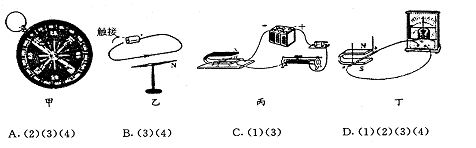 触接
N
- +
N
S
甲 乙 丙 丁
A. (2)(3)(4) B. (3)(4) C. (1)(3) D. (1)(2)(3)(4)